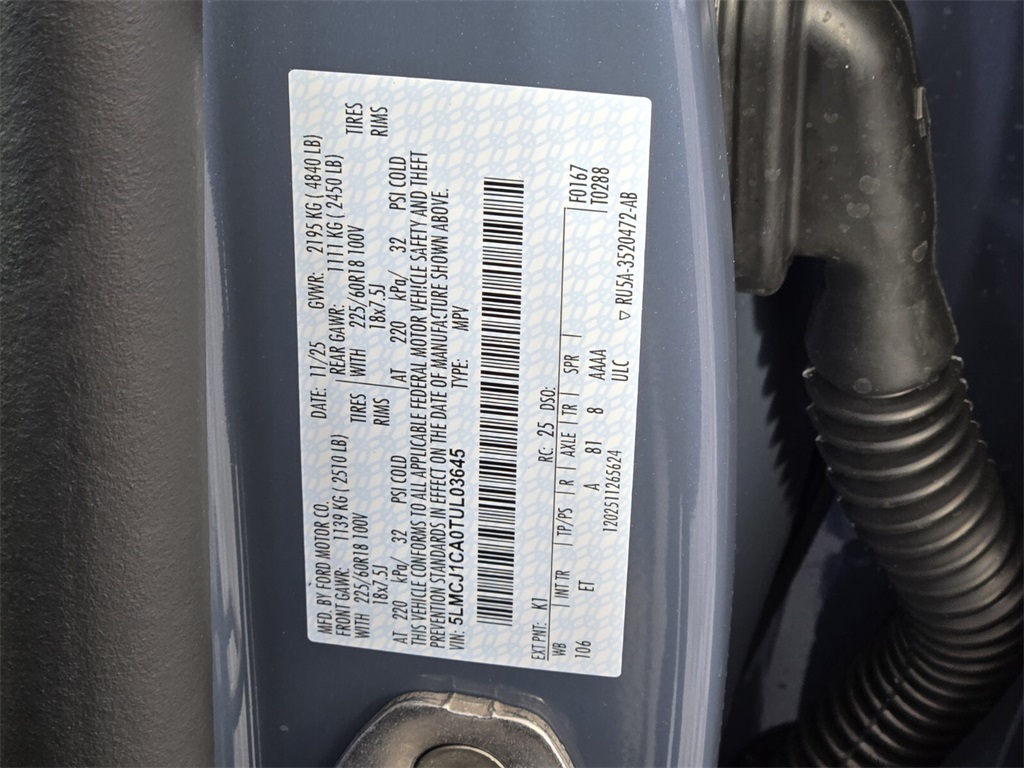 MFD. BY FORD MOTOR CO. DATE: 11/25 GVWR: 2195 KG ( 4840 LB)
FRONT GAWR: 1139 KG ( 2510 LB) REAR GAWR: 1111 KG ( 2450 LB)
WITH 225/60R18 100V TIRES WITH 225/60R18 100V TIRES
18x7.5J RIMS 18x7.5J RIMS
AT 220 kPa/ 32 PSI COLD AT 220 kPa/ 32 PSI COLD
THIS VEHICLE CONFORMS TO ALL APPLICABLE FEDERAL MOTOR VEHICLE SAFETY AND THEFT
PREVENTION STANDARDS IN EFFECT ON THE DATE OF MANUFACTURE SHOWN ABOVE.
VIN: 5LMCJ1CA0TUL03645 TYPE: MPV
EXT PNT: K1 RC: 25 DSO: F0167
WB INT TR TP/PS R AXLE TR SPR T0288
106 ET A 81 8 AAAA
120251126S624 ULC
▽ RU5A-3520472-AB